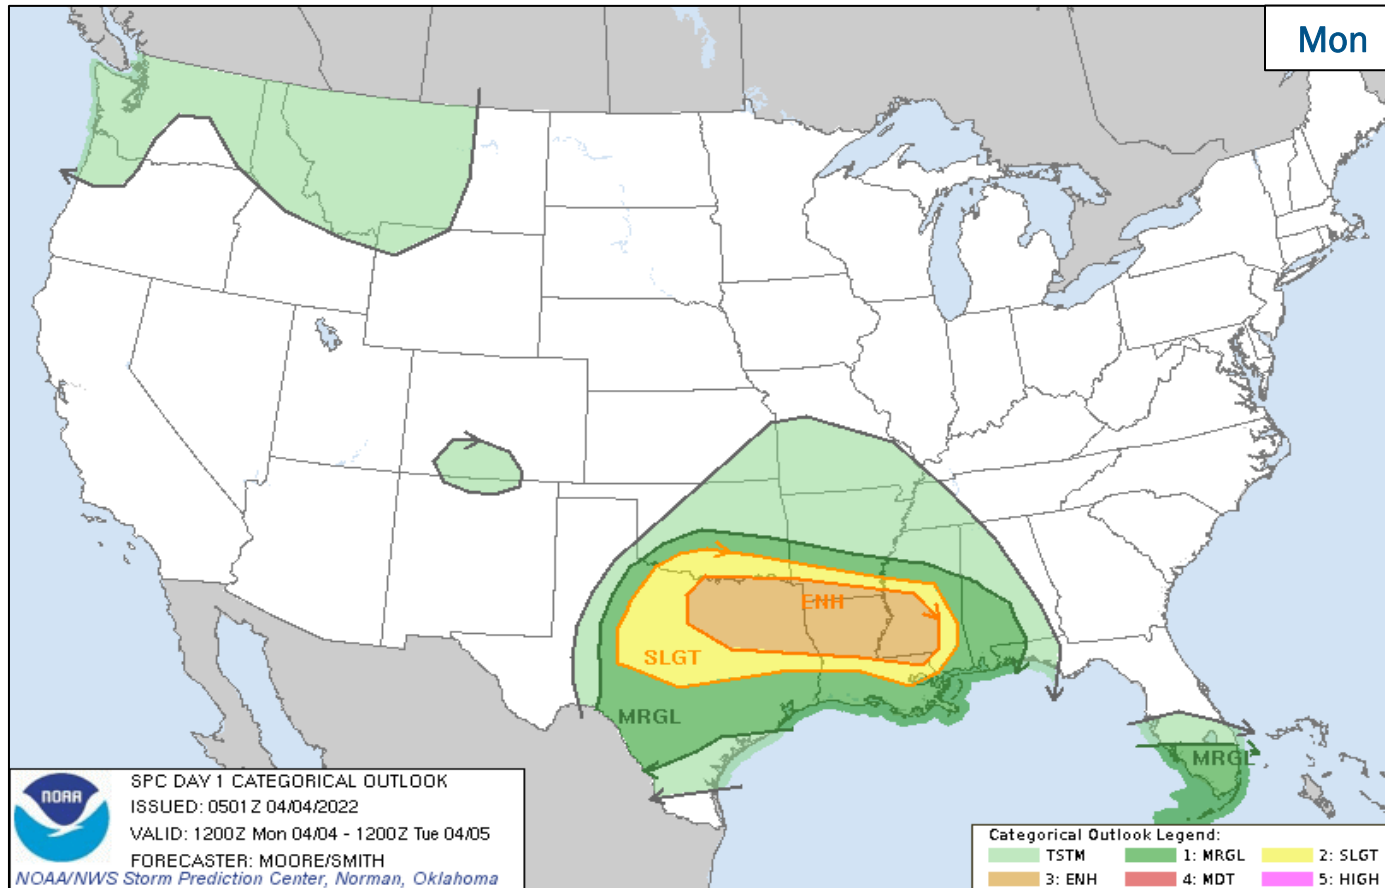 Mon
ENH
SLGT
MRGL
MRGL
NOAA
SPC DAY 1 CATEGORICAL OUTLOOK
ISSUED: 0501Z 04/04/2022
VALID: 1200Z Mon 04/04 - 1200Z Tue 04/05
FORECASTER: MOORE/SMITH
NOAA/NWS Storm Prediction Center, Norman, Oklahoma
Categorical Outlook Legend:
TSTM 1: MRGL 2: SLGT
3: ENH 4: MDT 5: HIGH